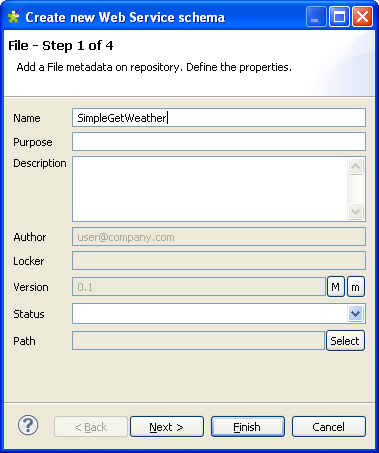 Create new Web Service schema
File - Step 1 of 4
Add a File metadata on repository. Define the properties.
Name SimpleGetWeather
Purpose
Description
Author user@company.com
Locker
Version 0.1 M m
Status
Path Select
? < Back Next > Finish Cancel